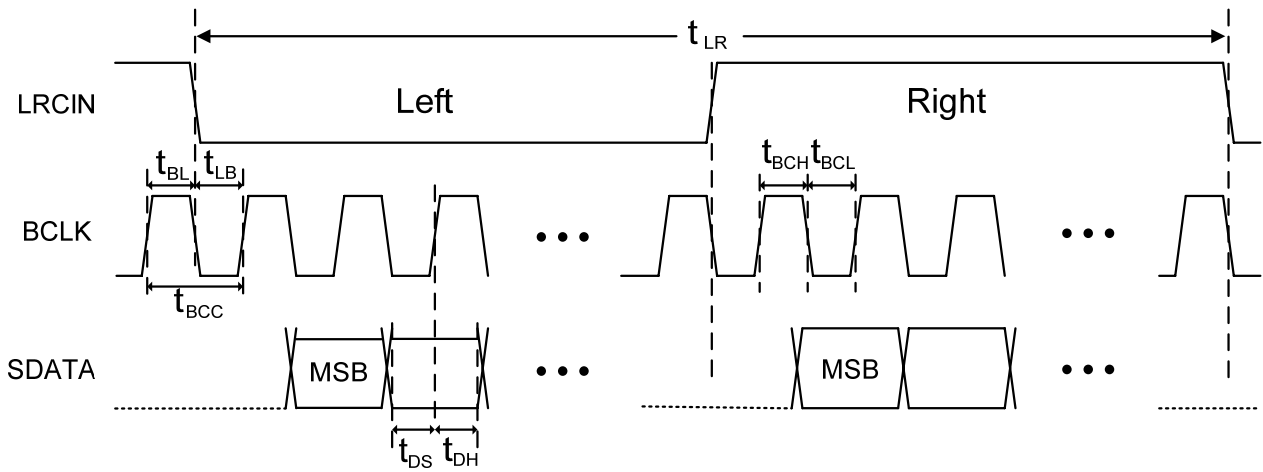 t LR
LRCIN
Left
Right
tBL
tLB
tBCH
tBCL
BCLK
tBCC
SDATA
MSB
MSB
tDS
tDH